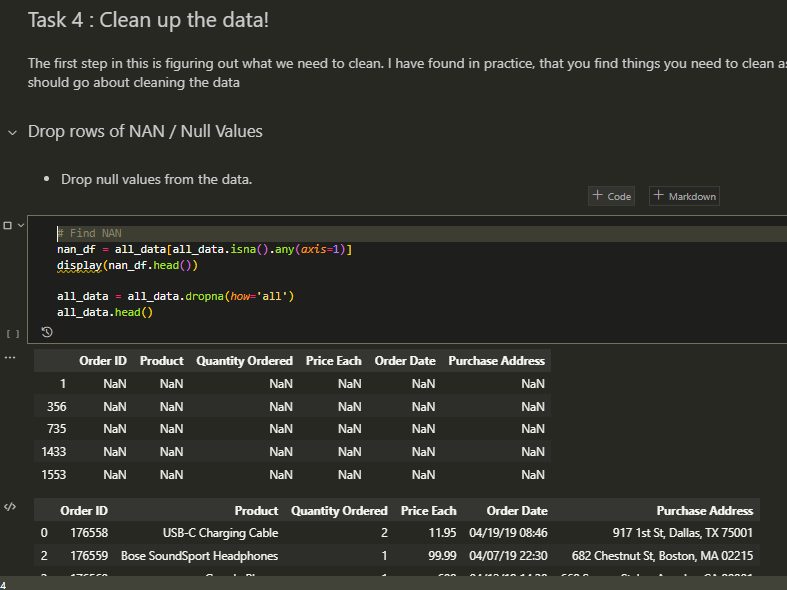 Task 4 : Clean up the data!
The first step in this is figuring out what we need to clean. I have found in practice, that you find things you need to clean
should go about cleaning the data
Drop rows of NAN / Null Values
Drop null values from the data.
+ Code + Markdown
# Find NAN
nan_df = all_data[all_data.isna().any(axis=1)]
display(nan_df.head())
all_data = all_data.dropna(how='all')
all_data.head()
[ ]
...
Order ID Product Quantity Ordered Price Each Order Date Purchase Address
1 NaN NaN NaN NaN NaN NaN
356 NaN NaN NaN NaN NaN NaN
735 NaN NaN NaN NaN NaN NaN
1433 NaN NaN NaN NaN NaN NaN
1553 NaN NaN NaN NaN NaN NaN
</>
Order ID Product Quantity Ordered Price Each Order Date Purchase Address
0 176558 USB-C Charging Cable 2 11.95 04/19/19 08:46 917 1st St, Dallas, TX 75001
2 176559 Bose SoundSport Headphones 1 99.99 04/07/19 22:30 682 Chestnut St, Boston, MA 02215
4